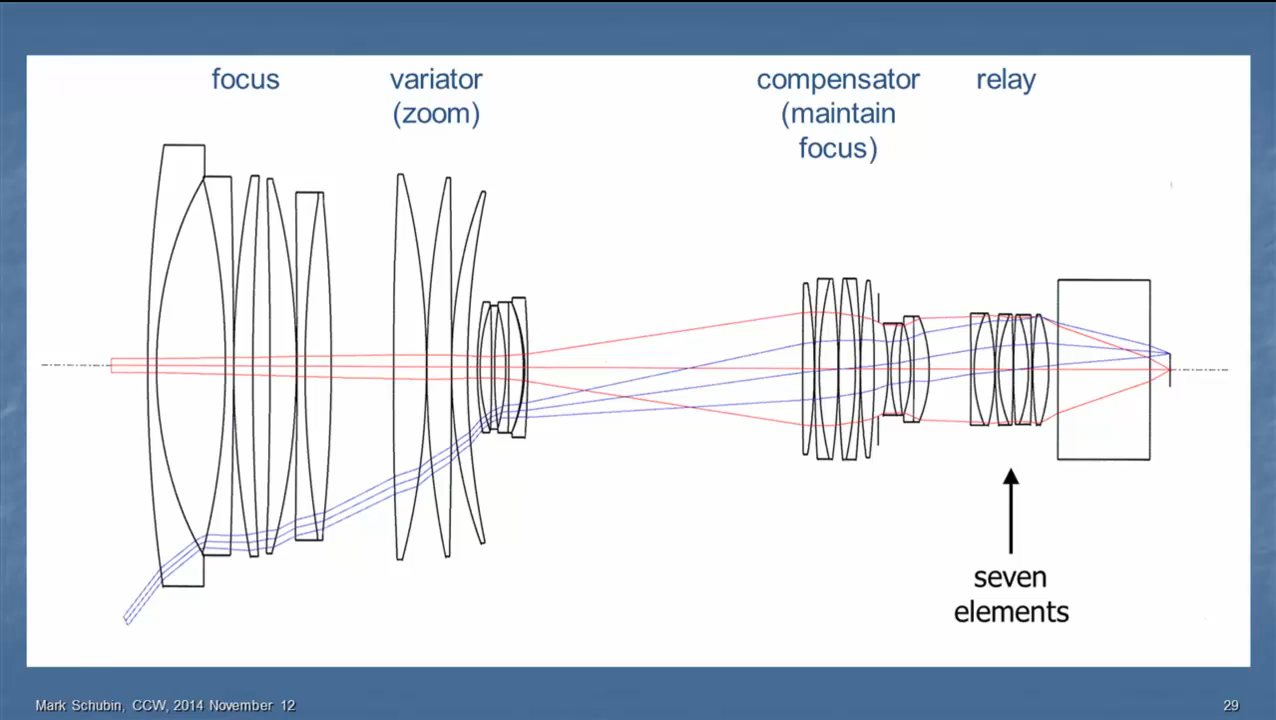 focus
variator
(zoom)
compensator
(maintain
focus)
relay
seven
elements
Mark Schubin, CCW, 2014 November 12
29